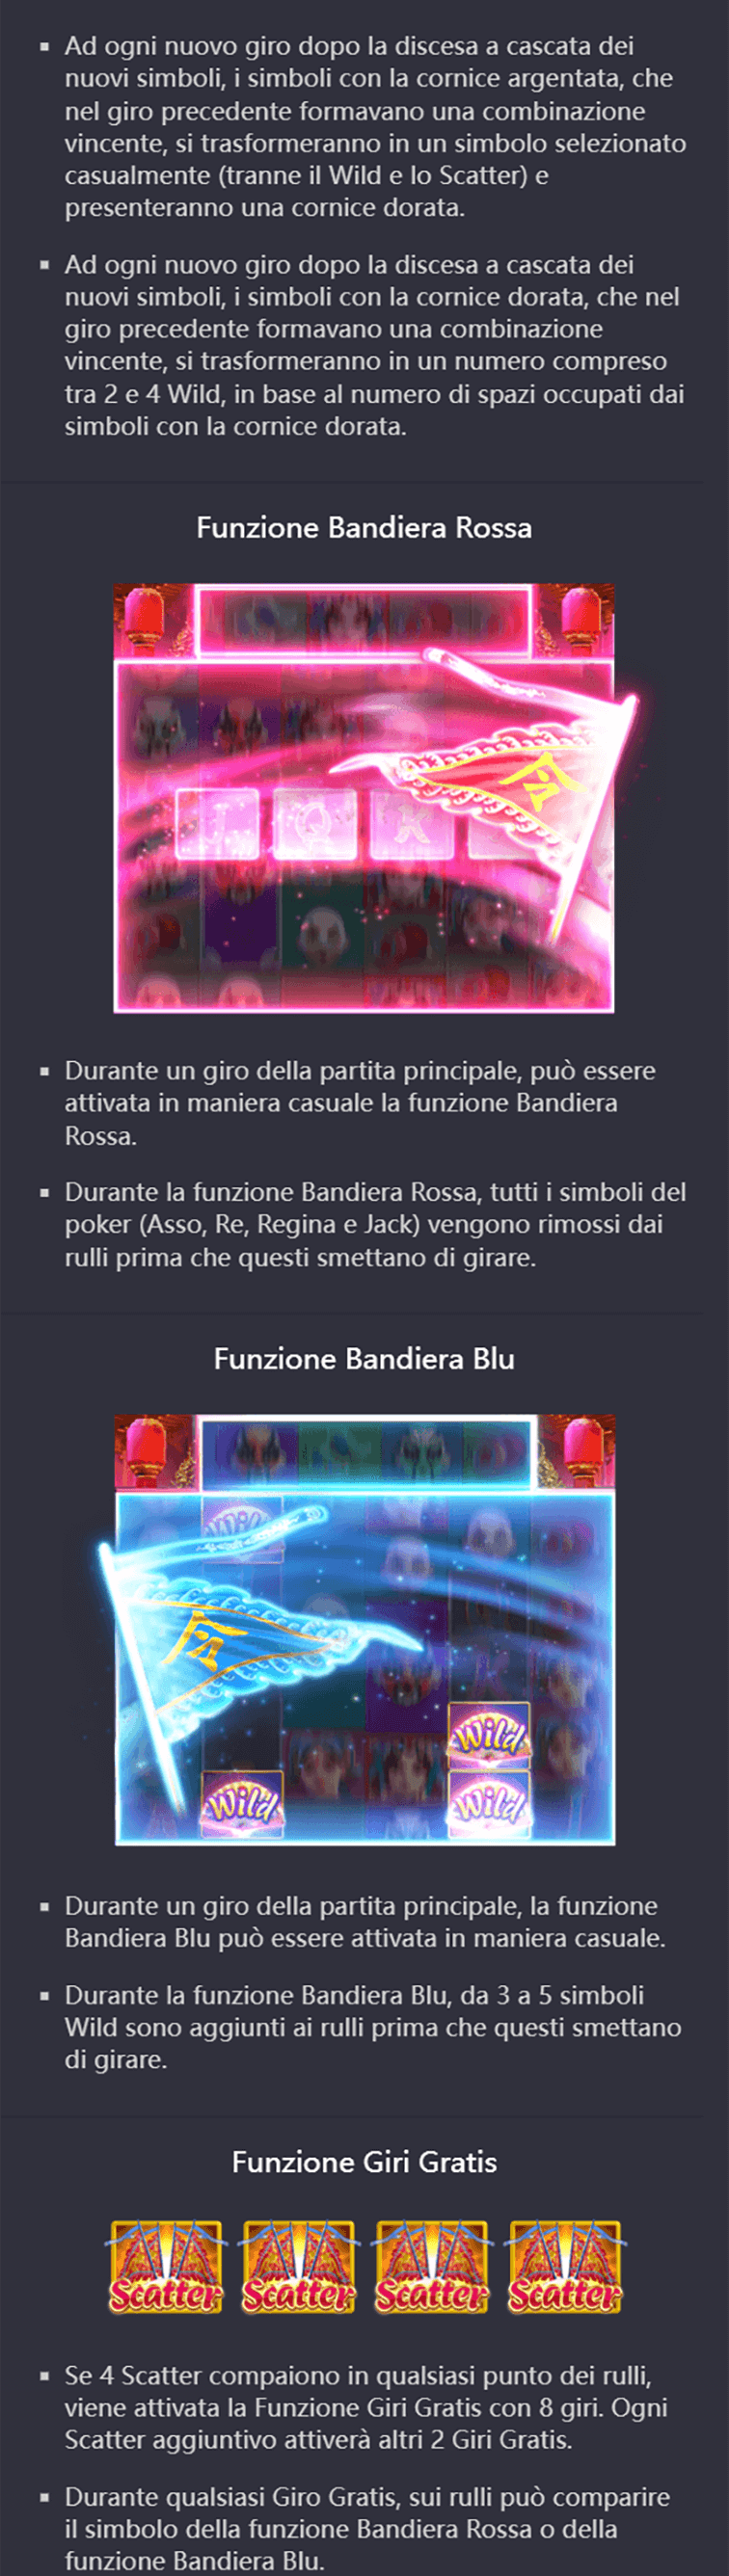 Ad ogni nuovo giro dopo la discesa a cascata dei
nuovi simboli, i simboli con la cornice argentata, che
nel giro precedente formavano una combinazione
vincente, si trasformeranno in un simbolo selezionato
casualmente (tranne il Wild e lo Scatter) e
presenteranno una cornice dorata.
Ad ogni nuovo giro dopo la discesa a cascata dei
nuovi simboli, i simboli con la cornice dorata, che nel
giro precedente formavano una combinazione
vincente, si trasformeranno in un numero compreso
tra 2 e 4 Wild, in base al numero di spazi occupati dai
simboli con la cornice dorata.
Funzione Bandiera Rossa
令
J Q K
Durante un giro della partita principale, può essere
attivata in maniera casuale la funzione Bandiera
Rossa.
Durante la funzione Bandiera Rossa, tutti i simboli del
poker (Asso, Re, Regina e Jack) vengono rimossi dai
rulli prima che questi smettano di girare.
Funzione Bandiera Blu
Wild
令
Wild
Wild Wild
Durante un giro della partita principale, la funzione
Bandiera Blu può essere attivata in maniera casuale.
Durante la funzione Bandiera Blu, da 3 a 5 simboli
Wild sono aggiunti ai rulli prima che questi smettano
di girare.
Funzione Giri Gratis
Scatter Scatter Scatter Scatter
Se 4 Scatter compaiono in qualsiasi punto dei rulli,
viene attivata la Funzione Giri Gratis con 8 giri. Ogni
Scatter aggiuntivo attiverà altri 2 Giri Gratis.
Durante qualsiasi Giro Gratis, sui rulli può comparire
il simbolo della funzione Bandiera Rossa o della
funzione Bandiera Blu.